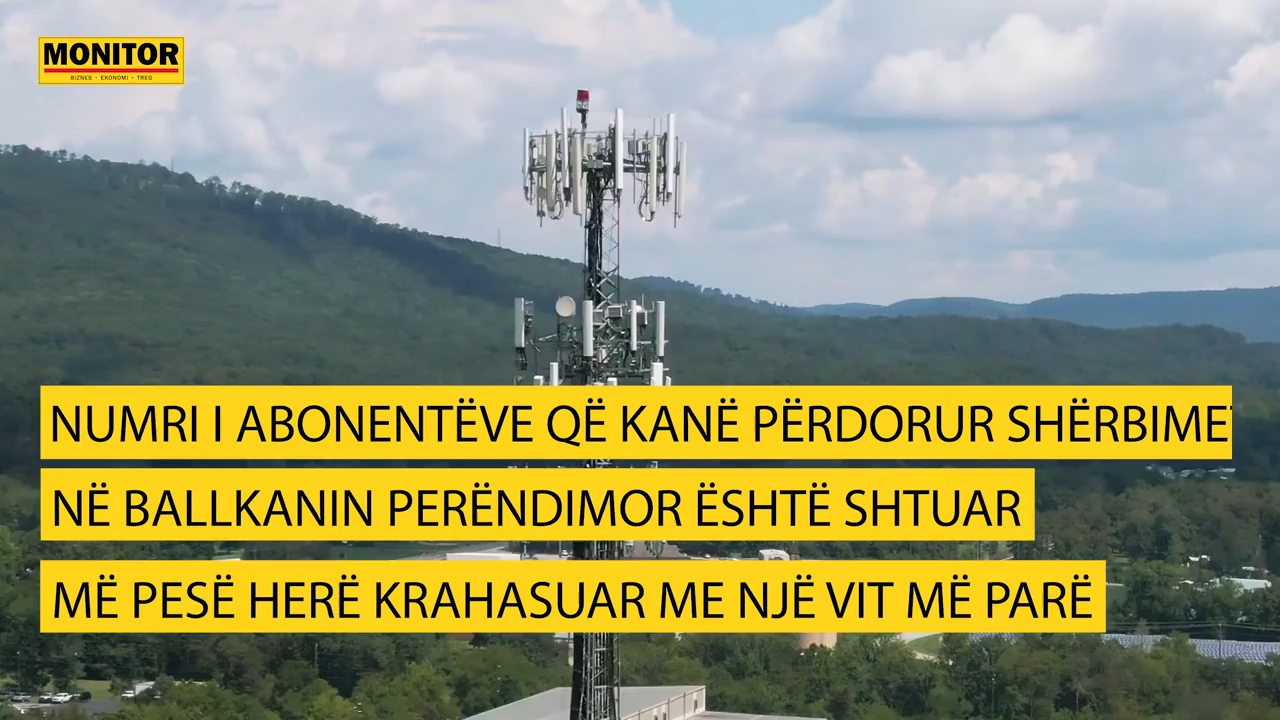 MONITOR
BIZNES • EKONOMI • TREG
NUMRI I ABONENTËVE QË KANË PËRDORUR SHËRBIMET
NË BALLKANIN PERËNDIMOR ËSHTË SHTUAR
MË PESË HERË KRAHASUAR ME NJË VIT MË PARË